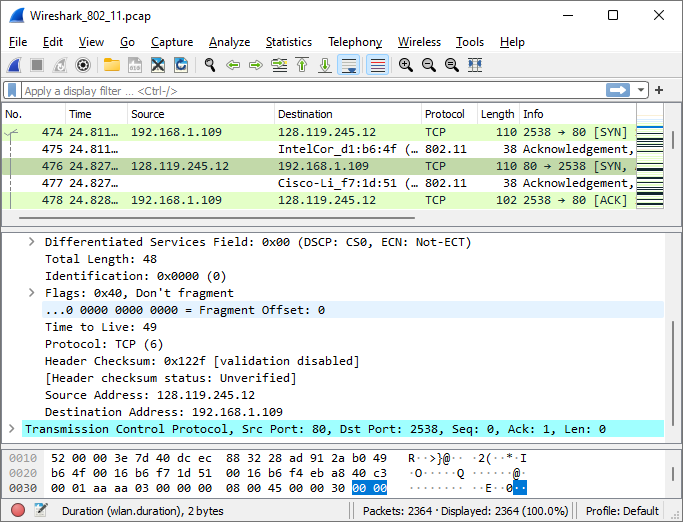 Wireshark_802_11.pcap
File Edit View Go Capture Analyze Statistics Telephony Wireless Tools Help
Apply a display filter ... <Ctrl-/>
No. Time Source Destination Protocol Length Info
474 24.811… 192.168.1.109 128.119.245.12 TCP 110 2538 → 80 [SYN]
475 24.811… IntelCor_d1:b6:4f (… 802.11 38 Acknowledgement,
476 24.827… 128.119.245.12 192.168.1.109 TCP 110 80 → 2538 [SYN,
477 24.827… Cisco-Li_f7:1d:51 (… 802.11 38 Acknowledgement,
478 24.828… 192.168.1.109 128.119.245.12 TCP 102 2538 → 80 [ACK]
Differentiated Services Field: 0x00 (DSCP: CS0, ECN: Not-ECT)
Total Length: 48
Identification: 0x0000 (0)
Flags: 0x40, Don't fragment
...0 0000 0000 0000 = Fragment Offset: 0
Time to Live: 49
Protocol: TCP (6)
Header Checksum: 0x122f [validation disabled]
[Header checksum status: Unverified]
Source Address: 128.119.245.12
Destination Address: 192.168.1.109
Transmission Control Protocol, Src Port: 80, Dst Port: 2538, Seq: 0, Ack: 1, Len: 0
0010 52 00 00 3e 7d 40 dc ec 88 32 28 ad 91 2a b0 49 R··>}@·· ·2(··*·I
0020 b6 4f 00 16 b6 f7 1d 51 00 16 b6 f4 eb a8 40 c3 ·O·····Q ······@·
0030 00 01 aa aa 03 00 00 00 08 00 45 00 00 30 00 00 ········ ··E··0··
Duration (wlan.duration), 2 bytes Packets: 2364 · Displayed: 2364 (100.0%) Profile: Default